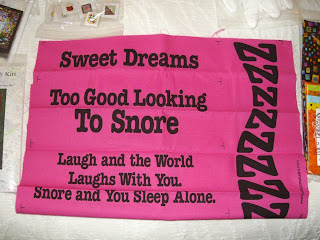 Sweet Dreams
Too Good Looking
To Snore
Laugh and the World
Laughs With You.
Snore and You Sleep Alone.
ZZZZZZZ